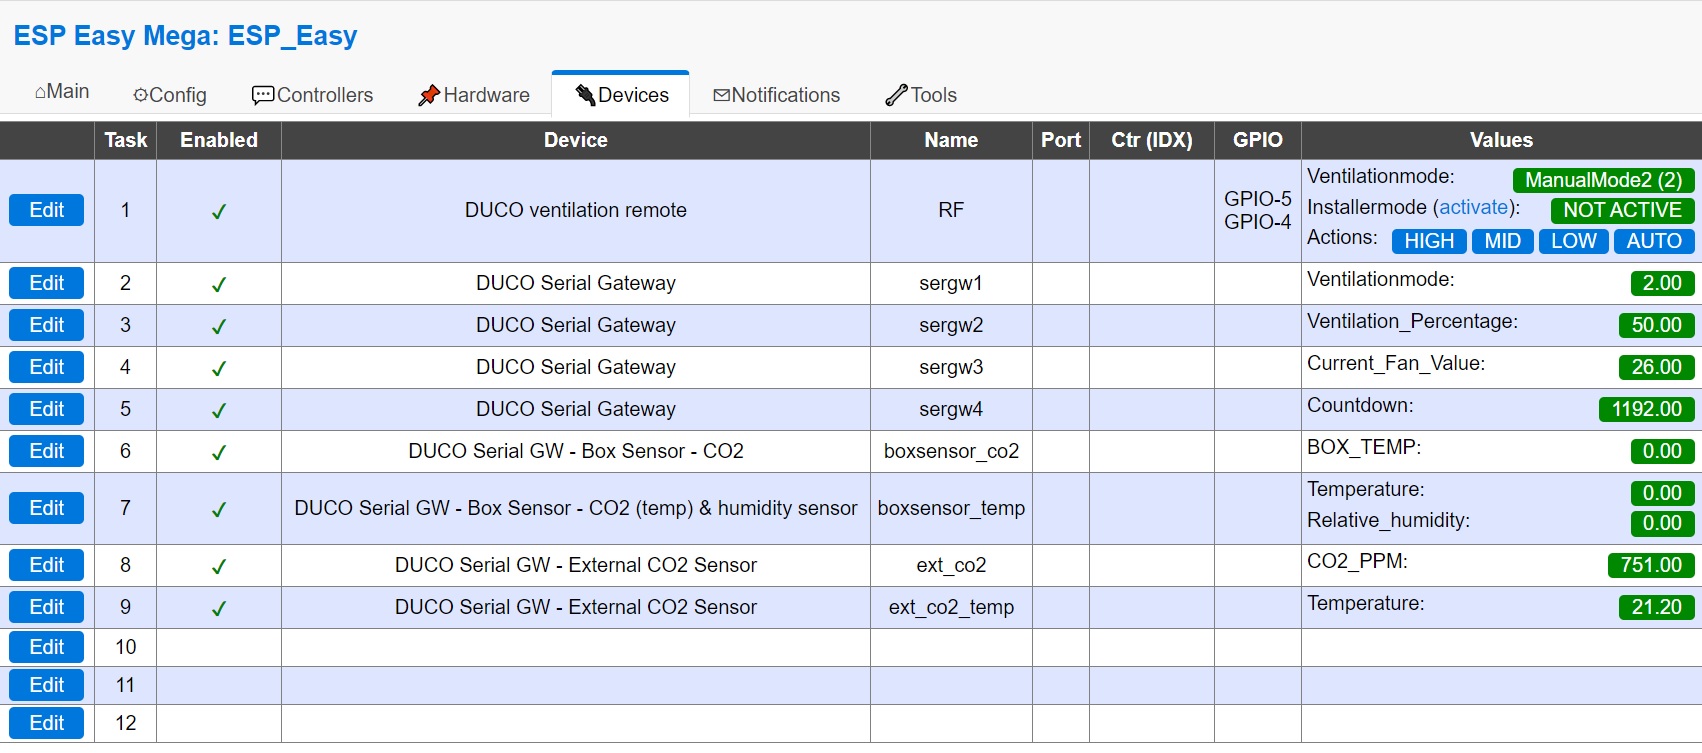 ESP Easy Mega: ESP_Easy
⌂Main ⚙Config 💬Controllers 📌Hardware 🔌Devices ✉Notifications 🔧Tools
Task Enabled Device Name Port Ctr (IDX) GPIO Values
Edit 1 ✓ DUCO ventilation remote RF GPIO-5 GPIO-4 Ventilationmode: ManualMode2 (2)
Installermode (activate): NOT ACTIVE
Actions: HIGH MID LOW AUTO
Edit 2 ✓ DUCO Serial Gateway sergw1 Ventilationmode: 2.00
Edit 3 ✓ DUCO Serial Gateway sergw2 Ventilation_Percentage: 50.00
Edit 4 ✓ DUCO Serial Gateway sergw3 Current_Fan_Value: 26.00
Edit 5 ✓ DUCO Serial Gateway sergw4 Countdown: 1192.00
Edit 6 ✓ DUCO Serial GW - Box Sensor - CO2 boxsensor_co2 BOX_TEMP: 0.00
Edit 7 ✓ DUCO Serial GW - Box Sensor - CO2 (temp) & humidity sensor boxsensor_temp Temperature: 0.00
Relative_humidity: 0.00
Edit 8 ✓ DUCO Serial GW - External CO2 Sensor ext_co2 CO2_PPM: 751.00
Edit 9 ✓ DUCO Serial GW - External CO2 Sensor ext_co2_temp Temperature: 21.20
Edit 10
Edit 11
Edit 12